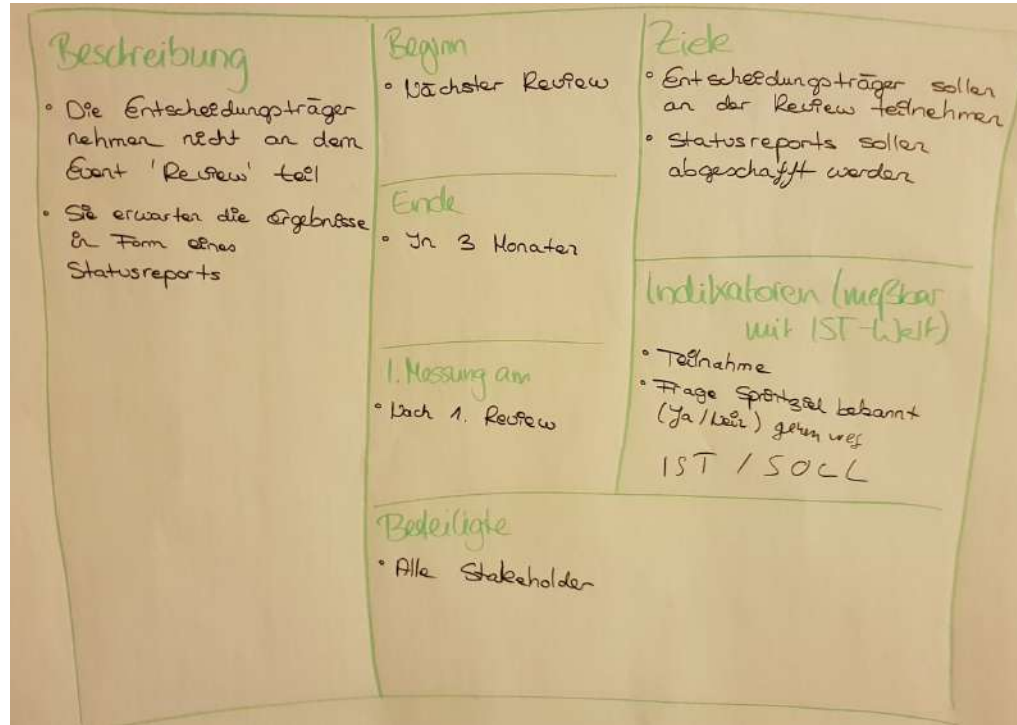 Beschreibung
• Die Entscheidungsträger
nehmen nicht an dem
Event 'Review' teil
• Sie erwarten die Ergebnisse
in Form eines
Statusreports
Beginn
• Nächster Review
Ende
• In 3 Monaten
1. Messung am
• Nach 1. Review
Ziele
• Entscheidungsträger sollen
an der Review teilnehmen
• Statusreports sollen
abgeschafft werden
Indikatoren (meßbar
mit IST-Welt)
• Teilnahme
• Frage Sprintziel bekannt
(Ja/Nein)
IST / SOLL
Beteiligte
• Alle Stakeholder